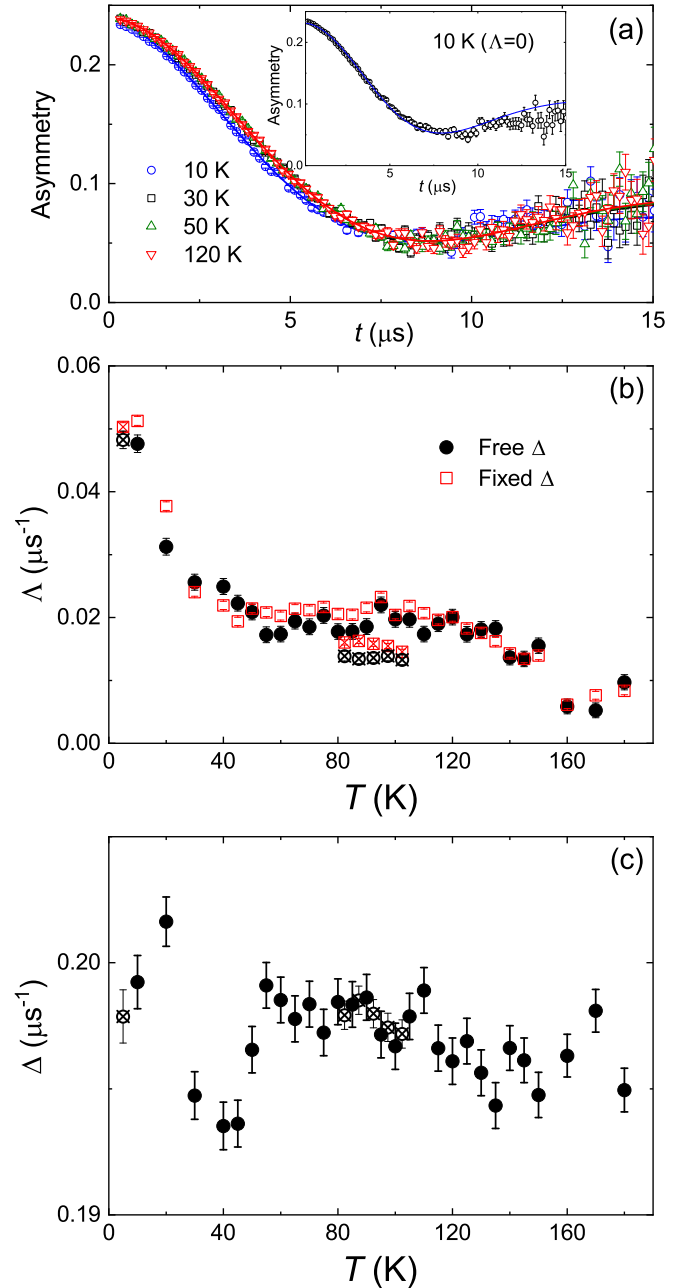 (a)
10 K (Λ=0)
Asymmetry
0.2
0.1
0.0
5
10
15
t (μs)
Asymmetry
0.2
0.1
0.0
10 K
30 K
50 K
120 K
5
10
15
t (μs)
(b)
Free Δ
Fixed Δ
Λ (μs-1)
0.06
0.04
0.02
0.00
0
40
80
120
160
T (K)
(c)
Δ (μs-1)
0.20
0.19
0
40
80
120
160
T (K)